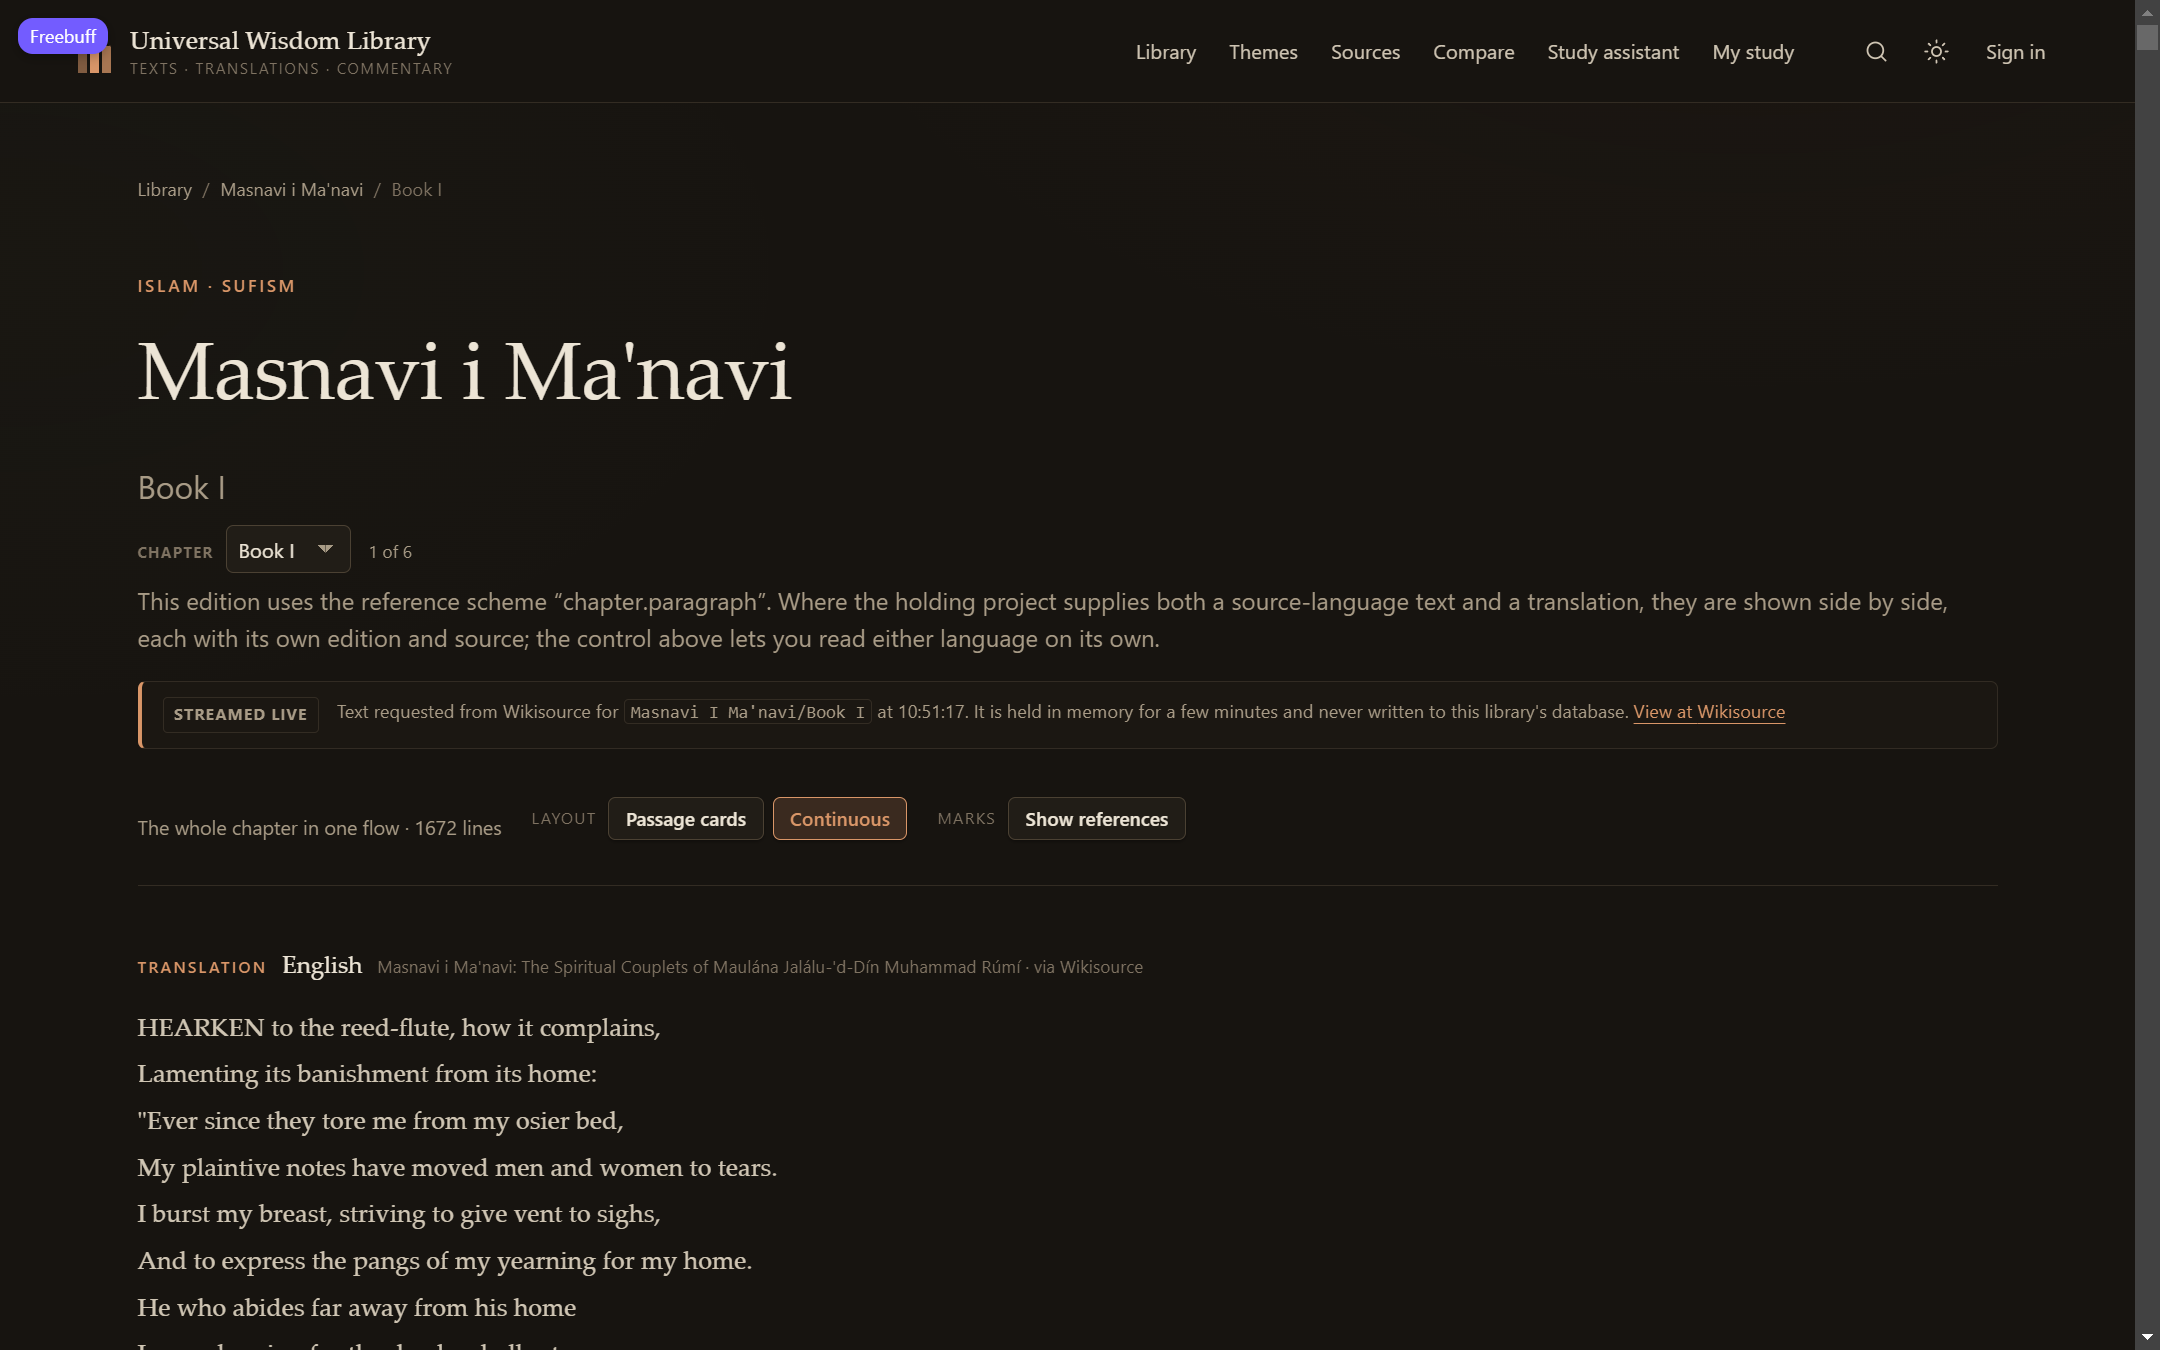 Freebuff
Universal Wisdom Library
TEXTS · TRANSLATIONS · COMMENTARY
Library Themes Sources Compare Study assistant My study Sign in
Library / Masnavi i Ma'navi / Book I
ISLAM · SUFISM
Masnavi i Ma'navi
Book I
CHAPTER Book I 1 of 6
This edition uses the reference scheme “chapter.paragraph”. Where the holding project supplies both a source-language text and a translation, they are shown side by side,
each with its own edition and source; the control above lets you read either language on its own.
STREAMED LIVE Text requested from Wikisource for Masnavi I Ma'navi/Book I at 10:51:17. It is held in memory for a few minutes and never written to this library's database. View at Wikisource
The whole chapter in one flow · 1672 lines LAYOUT Passage cards Continuous MARKS Show references
TRANSLATION English Masnavi i Ma'navi: The Spiritual Couplets of Mauλána Jalálu-'d-Dín Muhammad Rúmí · via Wikisource
HEARKEN to the reed-flute, how it complains,
Lamenting its banishment from its home:
"Ever since they tore me from my osier bed,
My plaintive notes have moved men and women to tears.
I burst my breast, striving to give vent to sighs,
And to express the pangs of my yearning for my home.
He who abides far away from his home